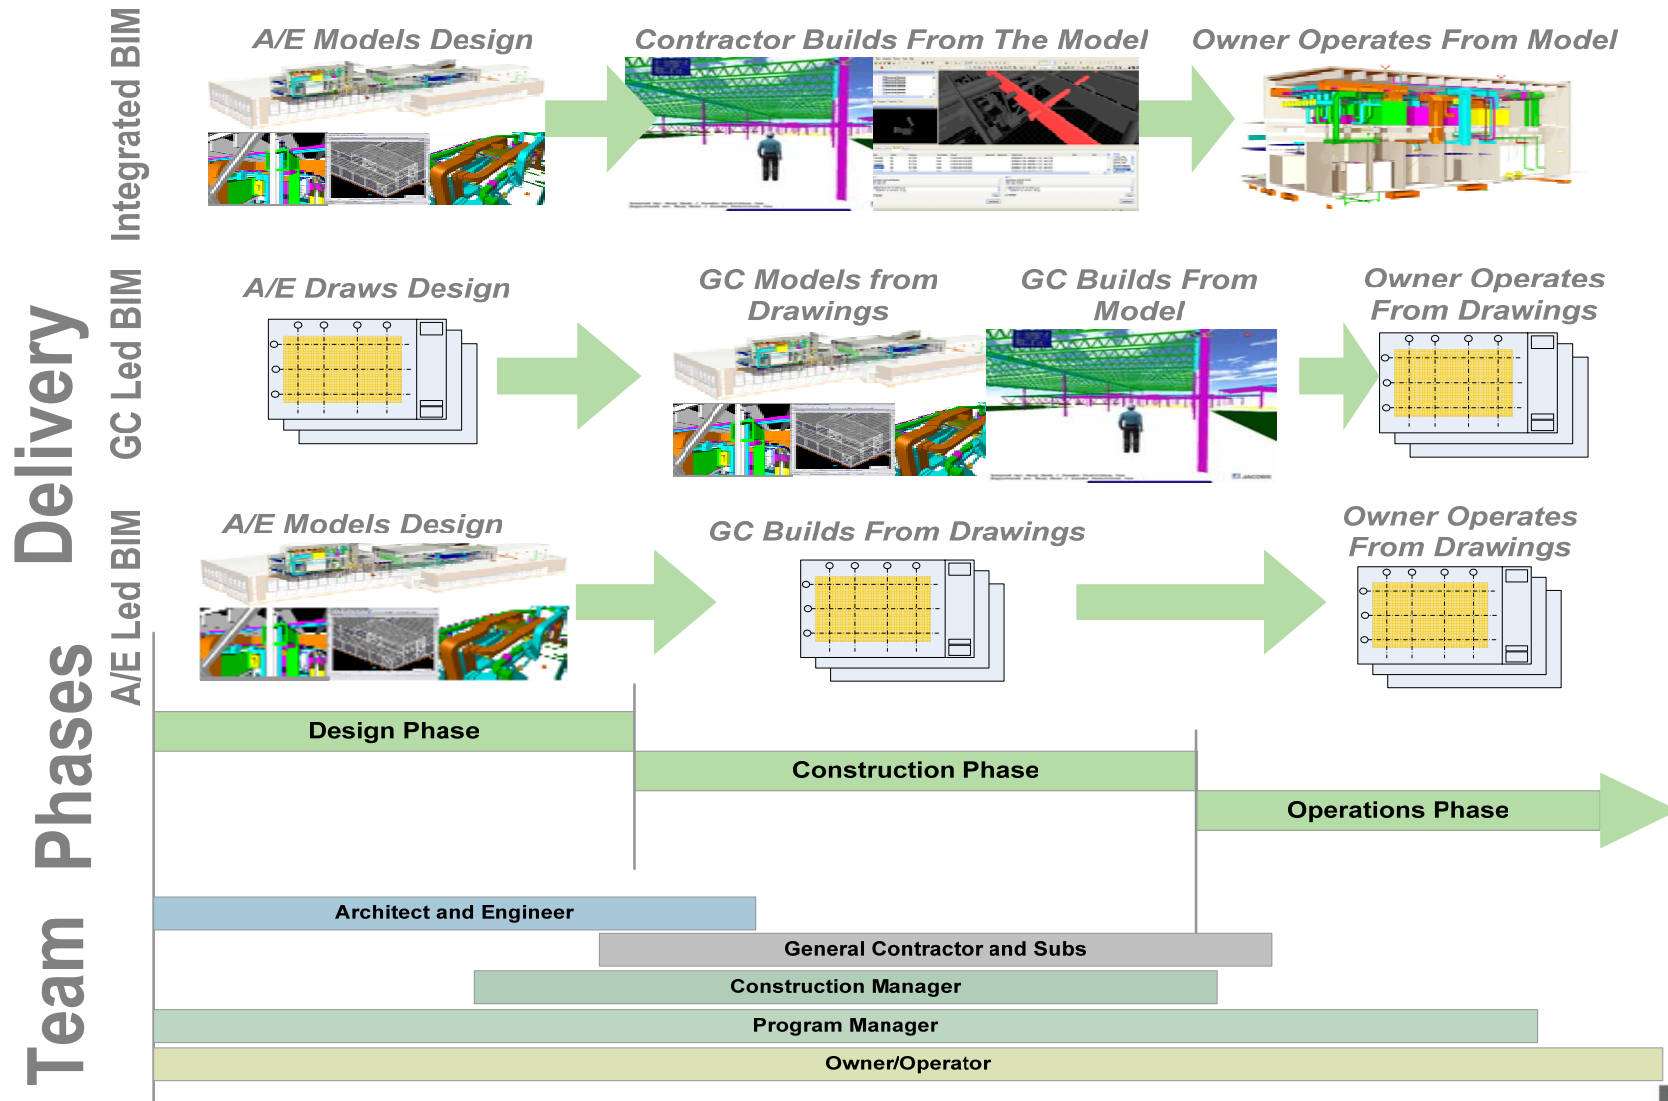 Integrated BIM
A/E Models Design
Contractor Builds From The Model
Owner Operates From Model
Delivery
GC Led BIM
A/E Draws Design
GC Models from
Drawings
GC Builds From
Model
Owner Operates
From Drawings
JACOBS
A/E Led BIM
A/E Models Design
GC Builds From Drawings
Owner Operates
From Drawings
Phases
Design Phase
Construction Phase
Operations Phase
Team
Architect and Engineer
General Contractor and Subs
Construction Manager
Program Manager
Owner/Operator